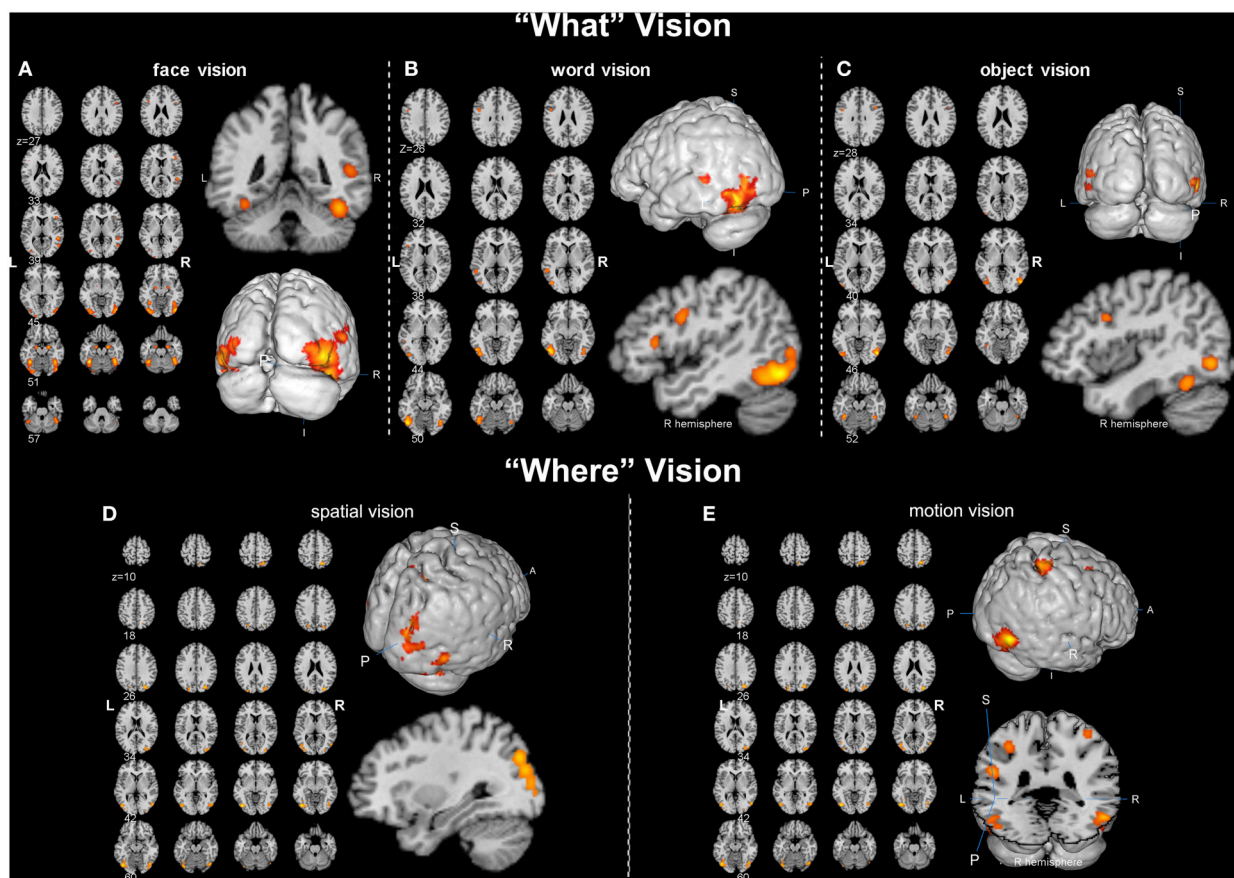 “What” Vision
A
face vision
z=27
33
L
R
39
45
51
57
L
R
P
R
I
B
word vision
Z=26
32
L
R
38
44
50
S
P
L
I
R hemisphere
C
object vision
z=28
34
L
R
40
46
52
S
L
R
P
I
R hemisphere
“Where” Vision
D
spatial vision
z=10
18
26
L
R
34
42
60
S
A
R
P
E
motion vision
z=10
18
26
L
R
34
42
60
S
P
A
R
I
S
L
R
P
R hemisphere